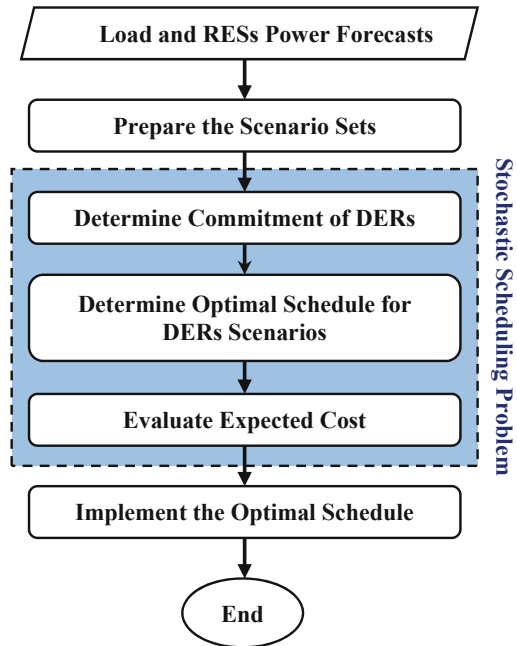 Load and RESs Power Forecasts
Prepare the Scenario Sets
Determine Commitment of DERs
Determine Optimal Schedule for
DERs Scenarios
Evaluate Expected Cost
Stochastic Scheduling Problem
Implement the Optimal Schedule
End